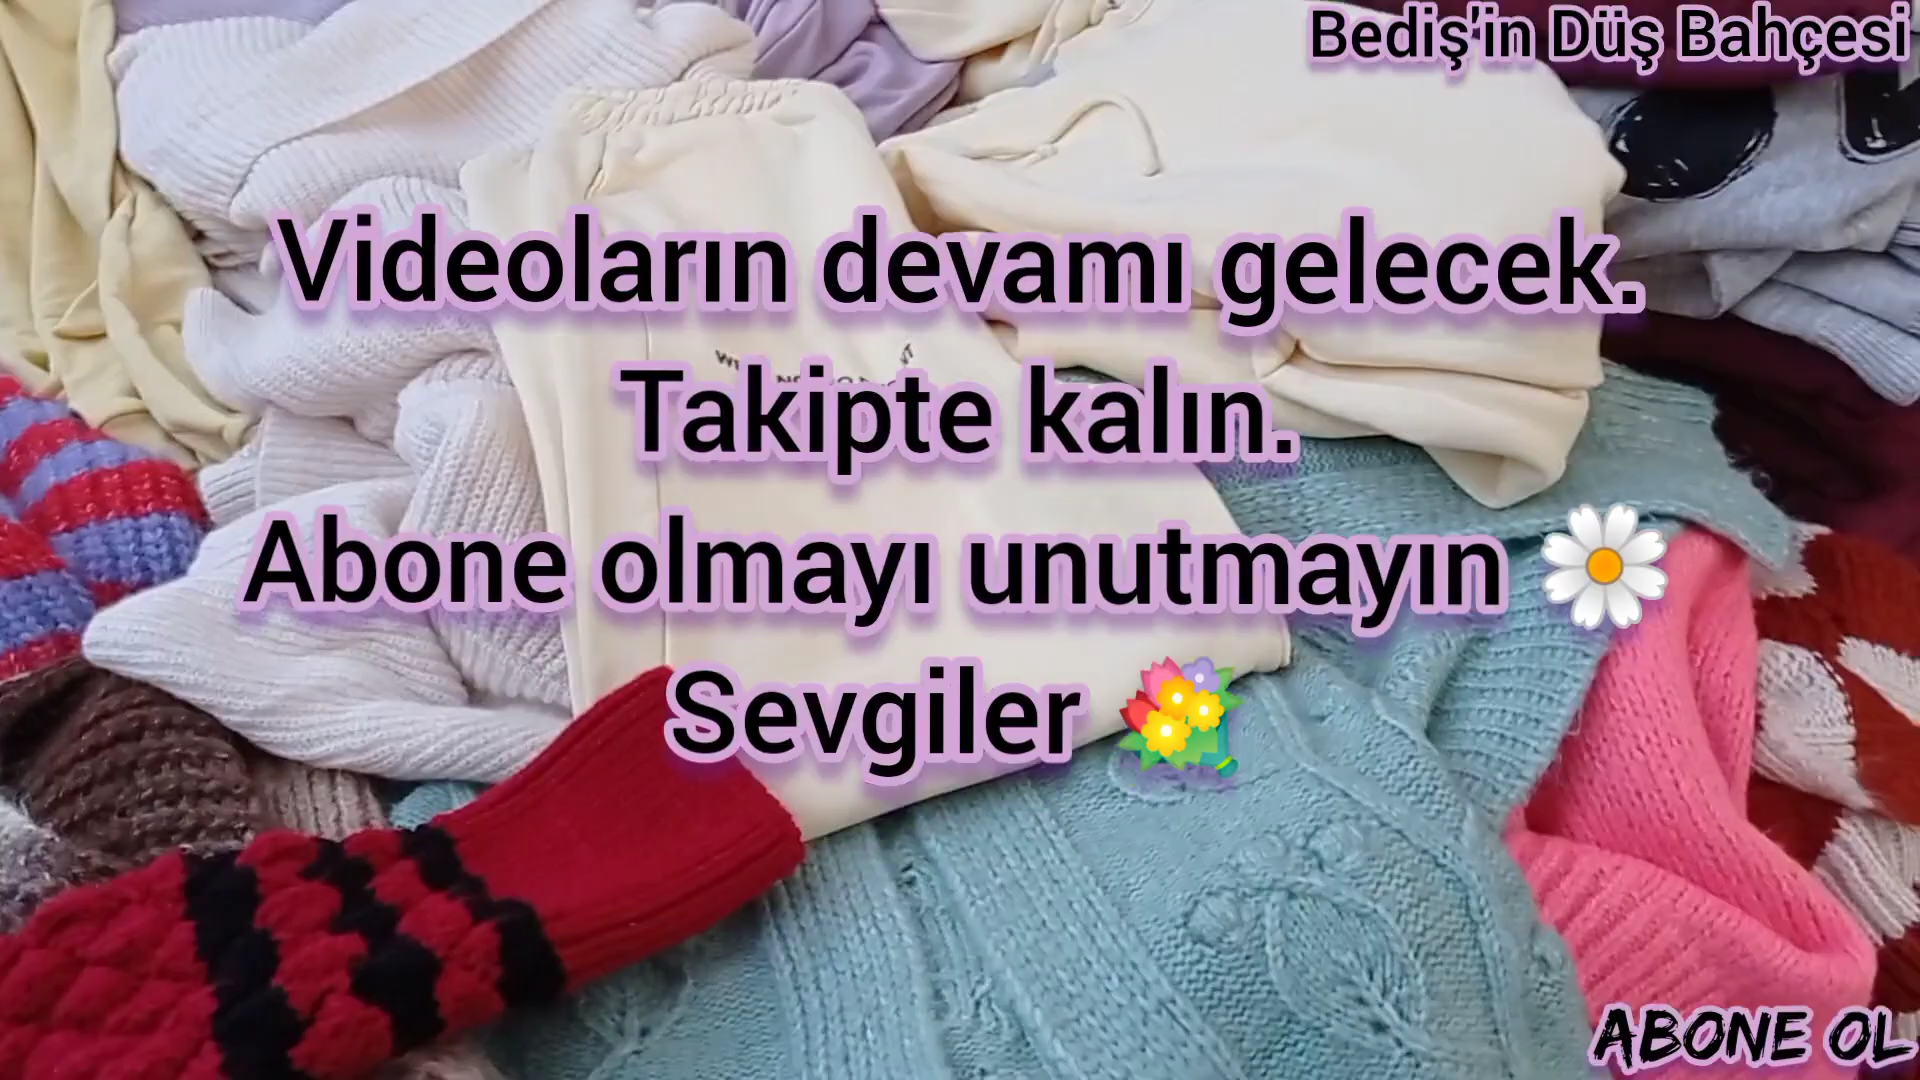 Bediş'in Düş Bahçesi
Videoların devamı gelecek.
Takipte kalın.
Abone olmayı unutmayın 🌼
Sevgiler 💐
ABONE OL